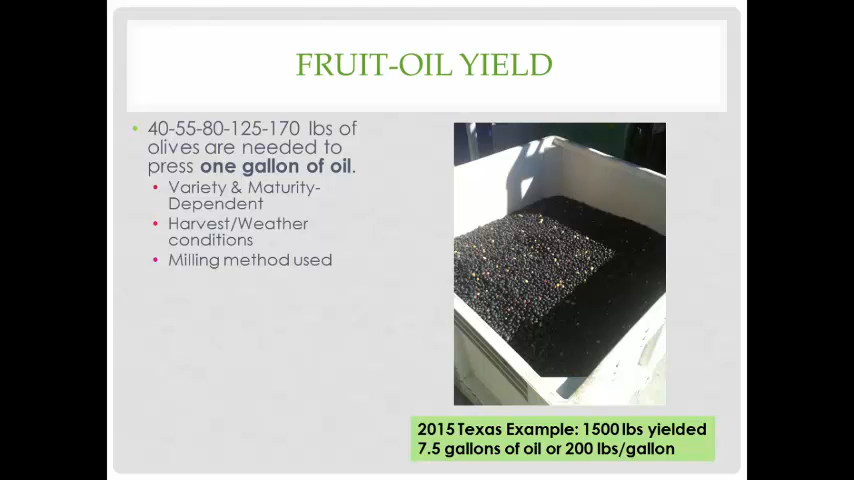 FRUIT-OIL YIELD
40-55-80-125-170 lbs of
olives are needed to
press one gallon of oil.
Variety & Maturity-
Dependent
Harvest/Weather
conditions
Milling method used
2015 Texas Example: 1500 lbs yielded
7.5 gallons of oil or 200 lbs/gallon